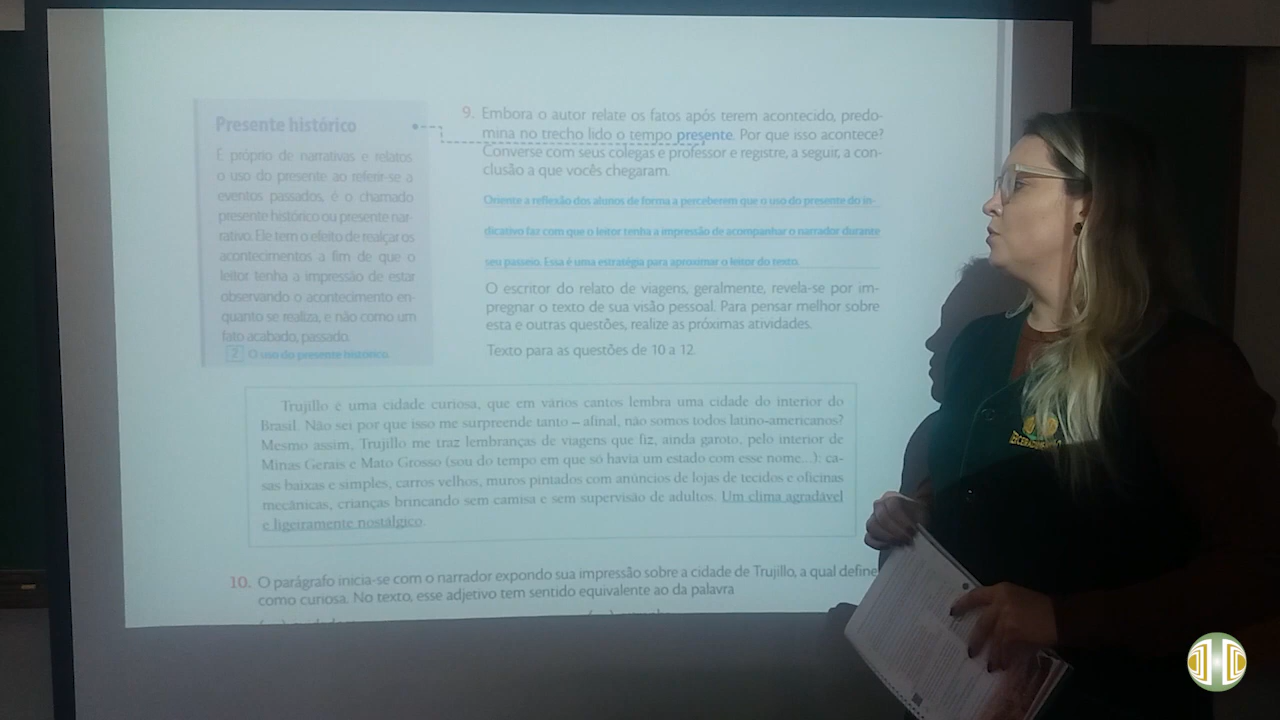 Presente histórico
É próprio de narrativas e relatos
o uso do presente ao referir-se a
eventos passados, é o chamado
presente histórico ou presente nar-
rativo. Ele tem o efeito de realçar os
acontecimentos a fim de que o
leitor tenha a impressão de estar
observando o acontecimento en-
quanto se realiza, e não como um
fato acabado, passado.
2 O uso do presente histórico.
9. Embora o autor relate os fatos após terem acontecido, predo-
mina no trecho lido o tempo presente. Por que isso acontece?
Converse com seus colegas e professor e registre, a seguir, a con-
clusão a que vocês chegaram.
Oriente a reflexão dos alunos de forma a perceberem que o uso do presente do in-
dicativo faz com que o leitor tenha a impressão de acompanhar o narrador durante
seu passeio. Essa é uma estratégia para aproximar o leitor do texto.
O escritor do relato de viagens, geralmente, revela-se por im-
pregnar o texto de sua visão pessoal. Para pensar melhor sobre
esta e outras questões, realize as próximas atividades.
Texto para as questões de 10 a 12.
Trujillo é uma cidade curiosa, que em vários cantos lembra uma cidade do interior do
Brasil. Não sei por que isso me surpreende tanto – afinal, não somos todos latino-americanos?
Mesmo assim, Trujillo me traz lembranças de viagens que fiz, ainda garoto, pelo interior de
Minas Gerais e Mato Grosso (sou do tempo em que só havia um estado com esse nome...): ca-
sas baixas e simples, carros velhos, muros pintados com anúncios de lojas de tecidos e oficinas
mecânicas, crianças brincando sem camisa e sem supervisão de adultos. Um clima agradável
e ligeiramente nostálgico.
10. O parágrafo inicia-se com o narrador expondo sua impressão sobre a cidade de Trujillo, a qual define
como curiosa. No texto, esse adjetivo tem sentido equivalente ao da palavra